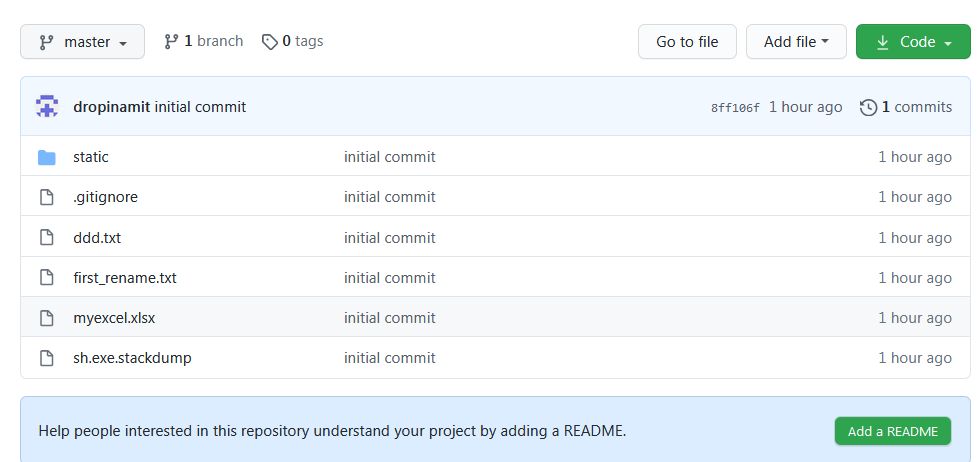 master 1 branch 0 tags Go to file Add file Code
dropinamit initial commit 8ff106f 1 hour ago 1 commits
static initial commit 1 hour ago
.gitignore initial commit 1 hour ago
ddd.txt initial commit 1 hour ago
first_rename.txt initial commit 1 hour ago
myexcel.xlsx initial commit 1 hour ago
sh.exe.stackdump initial commit 1 hour ago
Help people interested in this repository understand your project by adding a README. Add a README